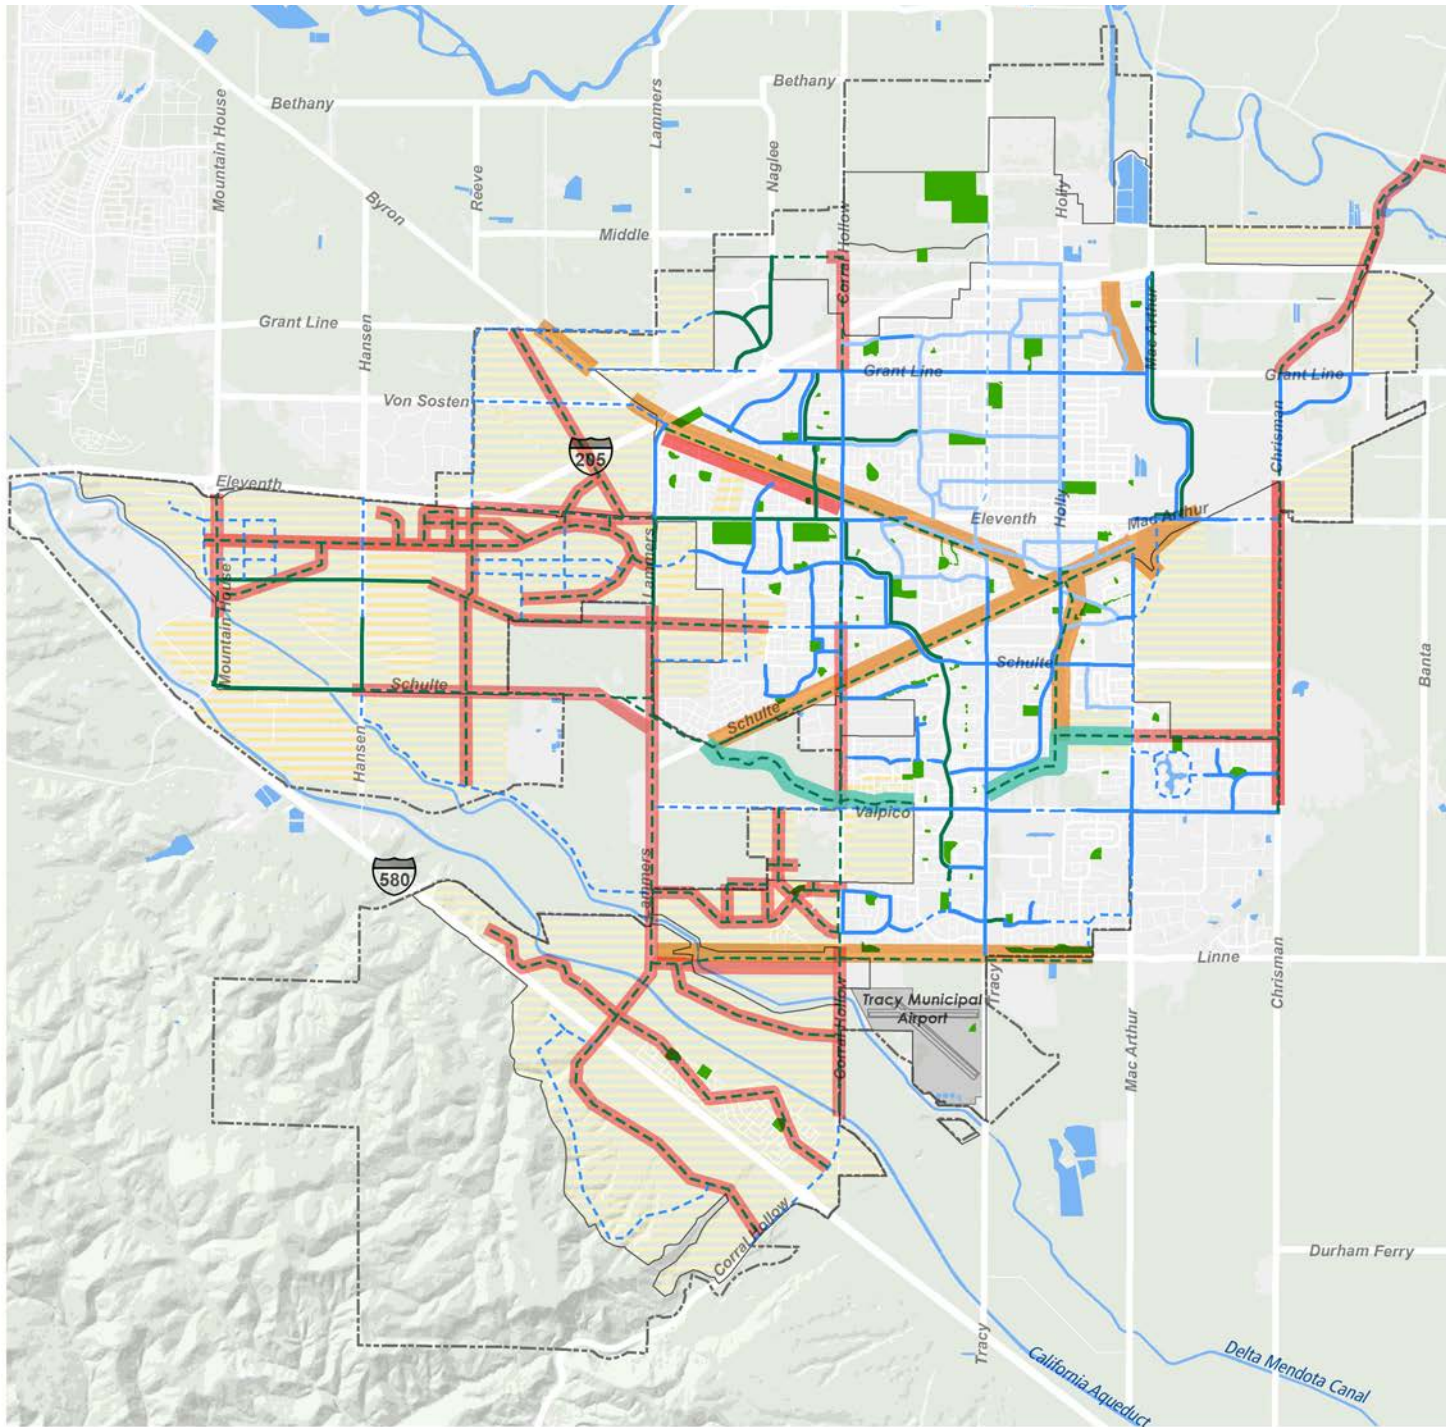 Bethany
Bethany
Mountain House
Lammers
Naglee
Reeve
Byron
Holly
Middle
Corral Hollow
Grant Line
Hansen
Mac Arthur
Grant Line
Grant Line
Von Sosten
Chrisman
205
Eleventh
Holly
Eleventh
Mac Arthur
Lammers
Mountain House
Schulte
Schulte
Banta
Schulte
Hansen
Valpico
580
Lammers
Linne
Chrisman
Tracy
Tracy Municipal
Airport
Corral Hollow
Mac Arthur
Corral Hollow
Durham Ferry
Tracy
California Aqueduct
Delta Mendota Canal